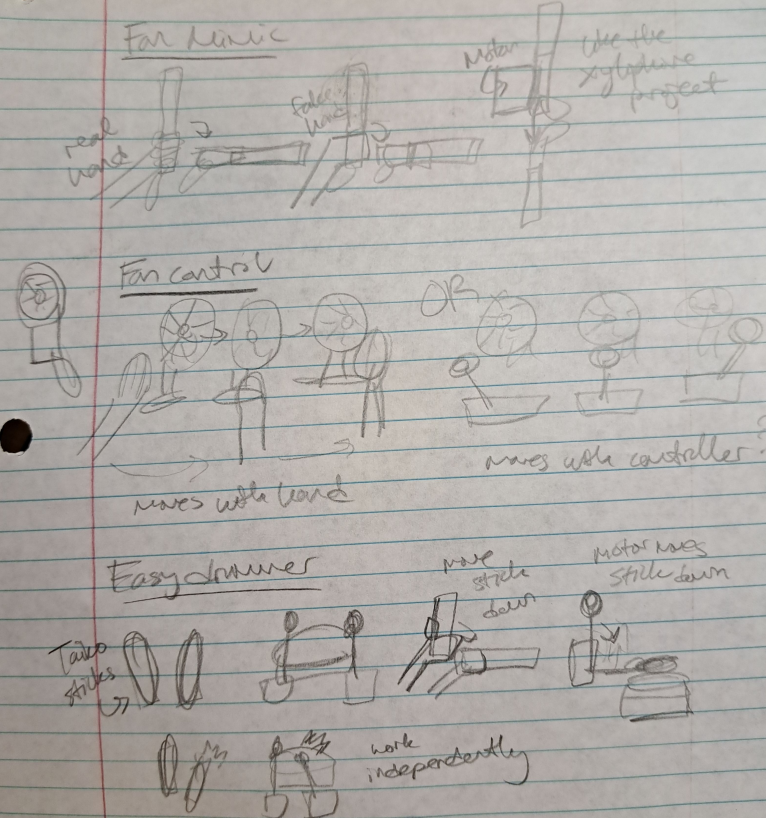 Fan Mimic
real
hand
fake
hand
Motor
like the
xylophone
project
Fan control
OR
moves with hand
moves with controller?
Easy drummer
Taiko
sticks
Move
stick
down
Motor moves
stick down
work
independently